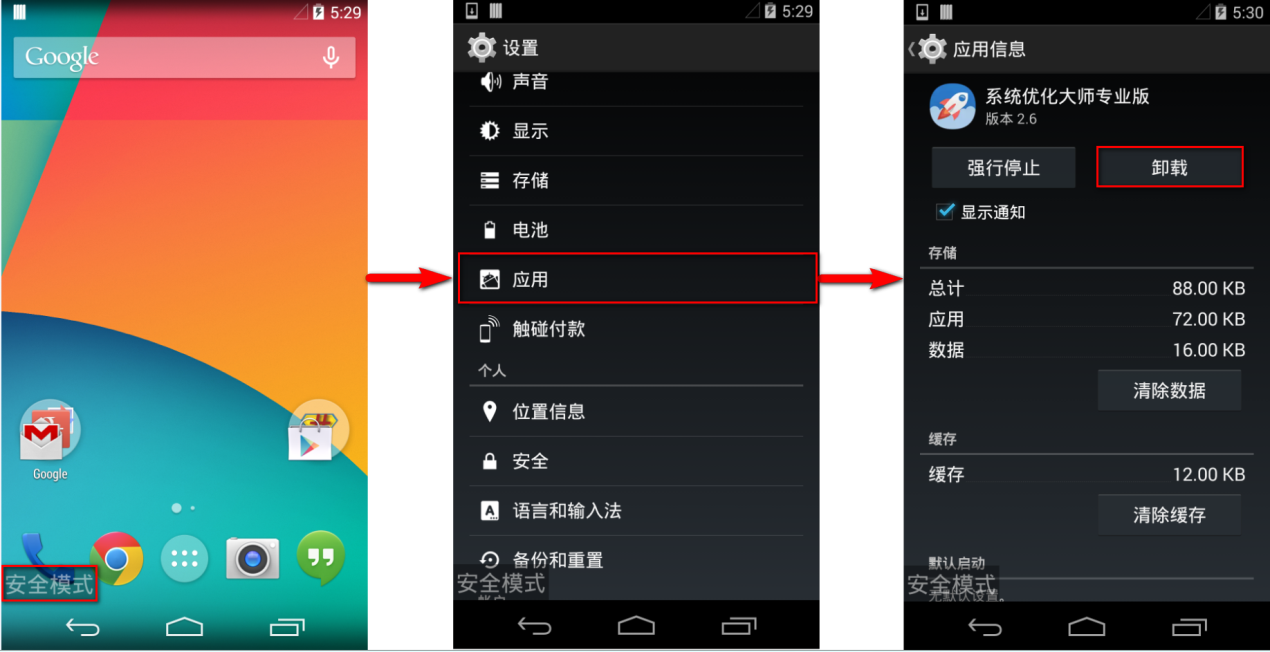 5:29
Google
Google
安全模式
5:29
设置
声音
显示
存储
电池
应用
触碰付款
个人
位置信息
安全
A
语言和输入法
备份和重置
安全模式
5:30
应用信息
系统优化大师专业版
版本 2.6
强行停止
卸载
显示通知
存储
总计 88.00 KB
应用 72.00 KB
数据 16.00 KB
清除数据
缓存
缓存 12.00 KB
清除缓存
默认启动
安全模式
无默认设置。